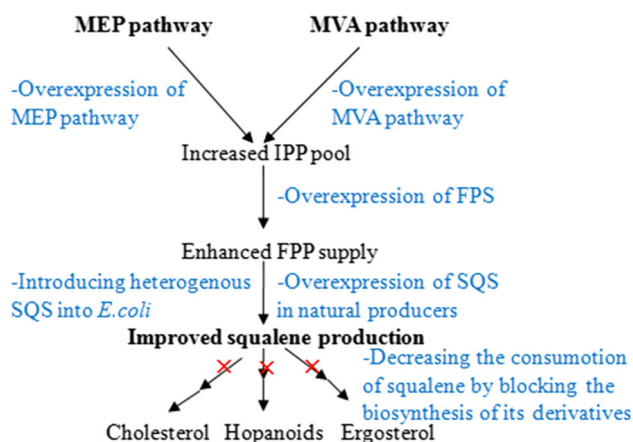 MEP pathway MVA pathway
-Overexpression of
MEP pathway
-Overexpression of
MVA pathway
Increased IPP pool
-Overexpression of FPS
Enhanced FPP supply
-Introducing heterogenous
SQS into E.coli
-Overexpression of SQS
in natural producers
Improved squalene production
-Decreasing the consumotion
of squalene by blocking the
biosynthesis of its derivatives
Cholesterol Hopanoids Ergosterol